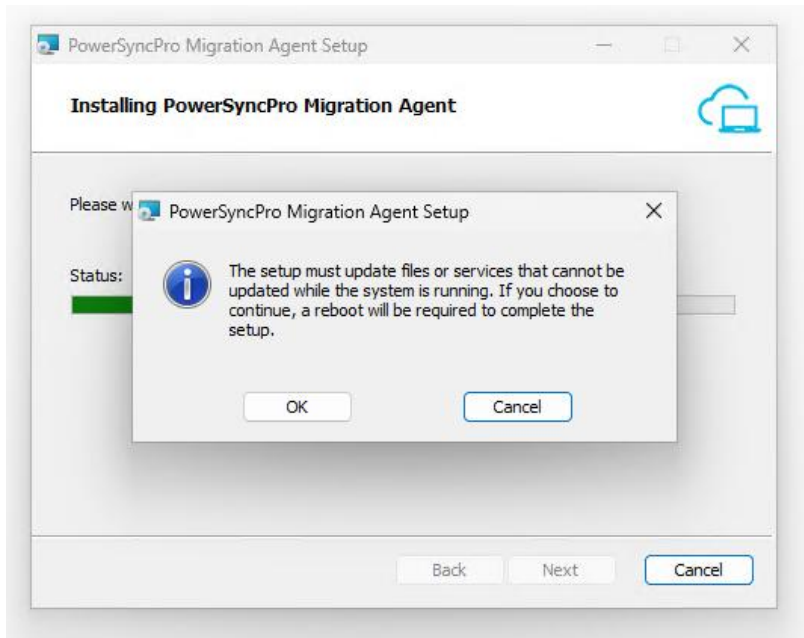 PowerSyncPro Migration Agent Setup
Installing PowerSyncPro Migration Agent
Please w
PowerSyncPro Migration Agent Setup
Status:
The setup must update files or services that cannot be
updated while the system is running. If you choose to
continue, a reboot will be required to complete the
setup.
OK Cancel
Back Next Cancel